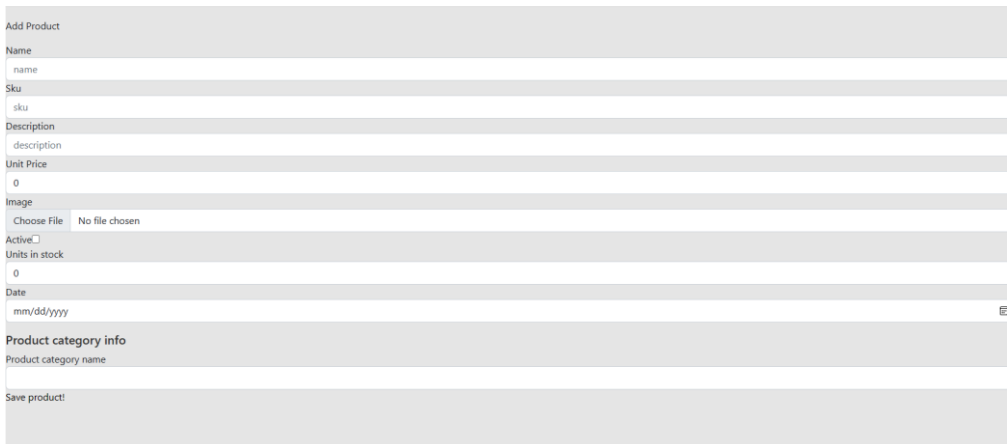 Add Product
Name
name
Sku
sku
Description
description
Unit Price
0
Image
Choose File No file chosen
Active
Units in stock
0
Date
mm/dd/yyyy
Product category info
Product category name
Save product!